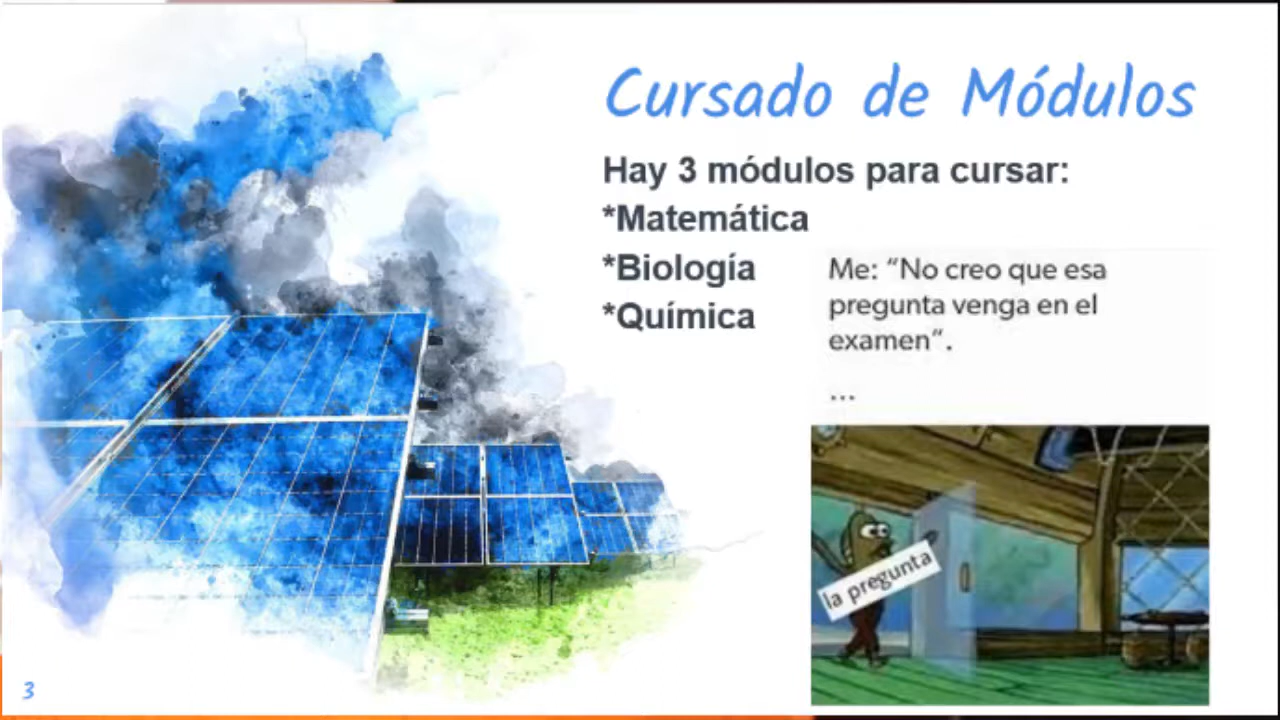 Cursado de Módulos
Hay 3 módulos para cursar:
*Matemática
*Biología
*Química
Me: “No creo que esa
pregunta venga en el
examen”.
...
la pregunta
3